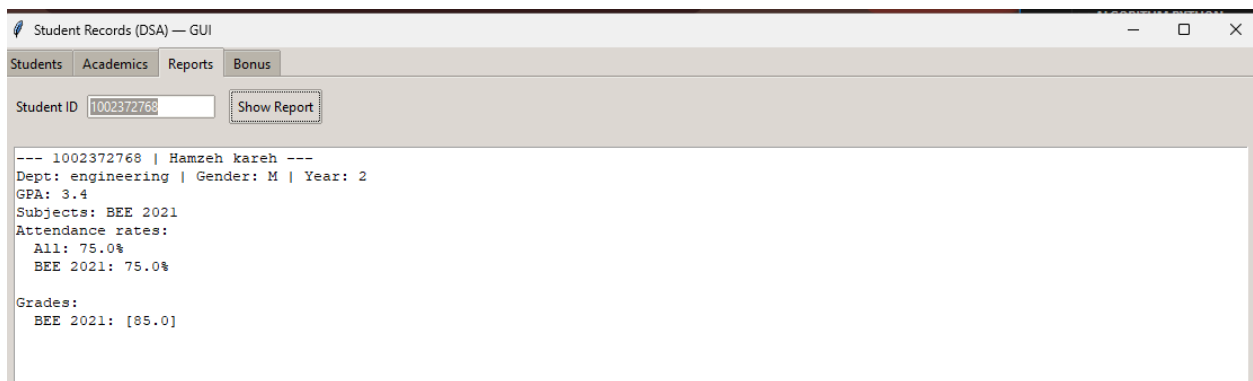 Student Records (DSA) — GUI
Students Academics Reports Bonus
Student ID 1002372768 Show Report
--- 1002372768 | Hamzeh kareh ---
Dept: engineering | Gender: M | Year: 2
GPA: 3.4
Subjects: BEE 2021
Attendance rates:
  All: 75.0%
  BEE 2021: 75.0%
Grades:
  BEE 2021: [85.0]